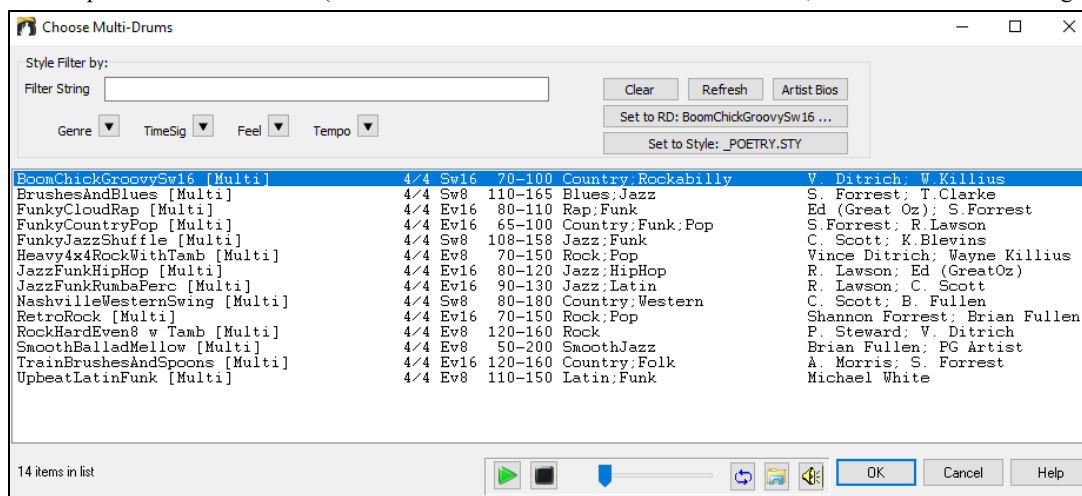 Choose Multi-Drums
Style Filter by:
Filter String
Clear Refresh Artist Bios
Set to RD: BoomChickGroovySw16 ...
Genre TimeSig Feel Tempo
Set to Style: _POETRY.STY
BoomChickGroovySw16 [Multi] 4/4 Sw16 70-100 Country;Rockabilly V. Ditrich; W.Killius
BrushesAndBlues [Multi] 4/4 Sw8 110-165 Blues;Jazz S. Forrest; T.Clarke
FunkyCloudRap [Multi] 4/4 Ev16 80-110 Rap;Funk Ed (Great Oz); S.Forrest
FunkyCountryPop [Multi] 4/4 Ev16 65-100 Country;Funk;Pop S.Forrest; R.Lawson
FunkyJazzShuffle [Multi] 4/4 Sw8 108-158 Jazz;Funk C. Scott; K.Blevins
Heavy4x4RockWithTamb [Multi] 4/4 Ev8 70-150 Rock;Pop Vince Ditrich; Wayne Killius
JazzFunkHipHop [Multi] 4/4 Ev16 80-120 Jazz;HipHop R. Lawson; Ed (GreatOz)
JazzFunkRumbaPerc [Multi] 4/4 Ev16 90-130 Jazz;Latin R. Lawson; C. Scott
NashvilleWesternSwing [Multi] 4/4 Sw8 80-180 Country;Western C. Scott; B. Fullen
RetroRock [Multi] 4/4 Ev16 70-150 Rock;Pop Shannon Forrest; Brian Fullen
RockHardEven8 w Tamb [Multi] 4/4 Ev8 120-160 Rock P. Steward; V. Ditrich
SmoothBalladMellow [Multi] 4/4 Ev8 50-200 SmoothJazz Brian Fullen; PG Artist
TrainBrushesAndSpoons [Multi] 4/4 Ev16 120-160 Country;Folk A. Morris; S. Forrest
UpbeatLatinFunk [Multi] 4/4 Ev8 110-150 Latin;Funk Michael White
14 items in list OK Cancel Help